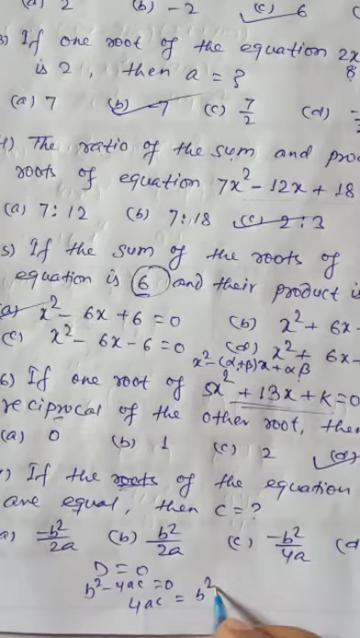 (a) 2 (b) -2 (c) 6
3) If one root of the equation 2x
is 2, then a = ?
(a) 7 (b) -7 (c) 7/2 (d)
4) The ratio of the sum and pro
roots of equation 7x² - 12x + 18
(a) 7:12 (b) 7:18 (c) 2:3
5) If the sum of the roots of
equation is 6 and their product i
(a) x² - 6x + 6 = 0 (b) x² + 6x -
(c) x² - 6x - 6 = 0 (d) x² + 6x -
x² - (α+β)x + αβ
6) If one root of 5x² + 13x + k = 0
reciprocal of the other root, then
(a) 0 (b) 1 (c) 2 (d)
7) If the roots of the equation
are equal, then c = ?
a) -b²/2a (b) b²/2a (c) -b²/4a (d
D = 0
b² - 4ac = 0
4ac = b²